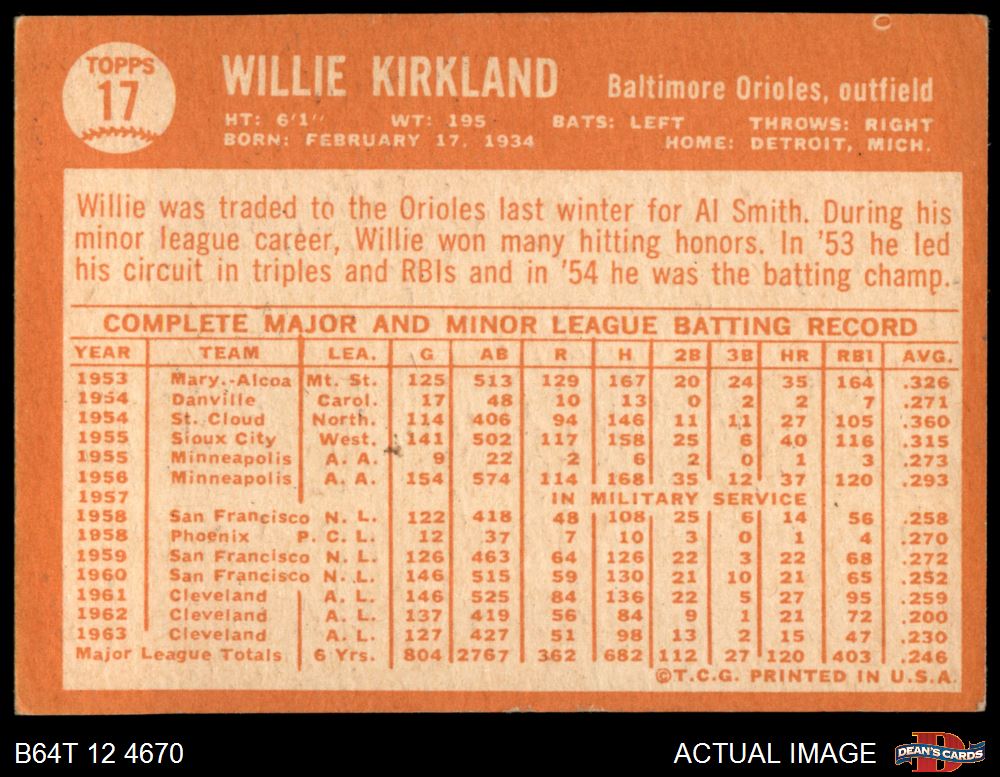 TOPPS
17
WILLIE KIRKLAND
Baltimore Orioles, outfield
HT: 6'1" WT: 195 BATS: LEFT THROWS: RIGHT
BORN: FEBRUARY 17, 1934 HOME: DETROIT, MICH.
Willie was traded to the Orioles last winter for Al Smith. During his
minor league career, Willie won many hitting honors. In '53 he led
his circuit in triples and RBIs and in '54 he was the batting champ.
COMPLETE MAJOR AND MINOR LEAGUE BATTING RECORD
YEAR TEAM LEA. G AB R H 2B 3B HR RBI AVG.
1953 Mary.-Alcoa Mt. St. 125 513 129 167 20 24 35 164 .326
1954 Danville Carol. 17 48 10 13 0 2 2 7 .271
1954 St. Cloud North. 114 406 94 146 11 11 27 105 .360
1955 Sioux City West. 141 502 117 158 25 6 40 116 .315
1955 Minneapolis A. A. 9 22 2 6 2 0 1 3 .273
1956 Minneapolis A. A. 154 574 114 168 35 12 37 120 .293
1957 IN MILITARY SERVICE
1958 San Francisco N. L. 122 418 48 108 25 6 14 56 .258
1958 Phoenix P. C. L. 12 37 7 10 3 0 1 4 .270
1959 San Francisco N. L. 126 463 64 126 22 3 22 68 .272
1960 San Francisco N. L. 146 515 59 130 21 10 21 65 .252
1961 Cleveland A. L. 146 525 84 136 22 5 27 95 .259
1962 Cleveland A. L. 137 419 56 84 9 1 21 72 .200
1963 Cleveland A. L. 127 427 51 98 13 2 15 47 .230
Major League Totals 6 Yrs. 804 2767 362 682 112 27 120 403 .246
©T.C.G. PRINTED IN U.S.A.
B64T 12 4670
ACTUAL IMAGE
D
DEAN'S CARDS